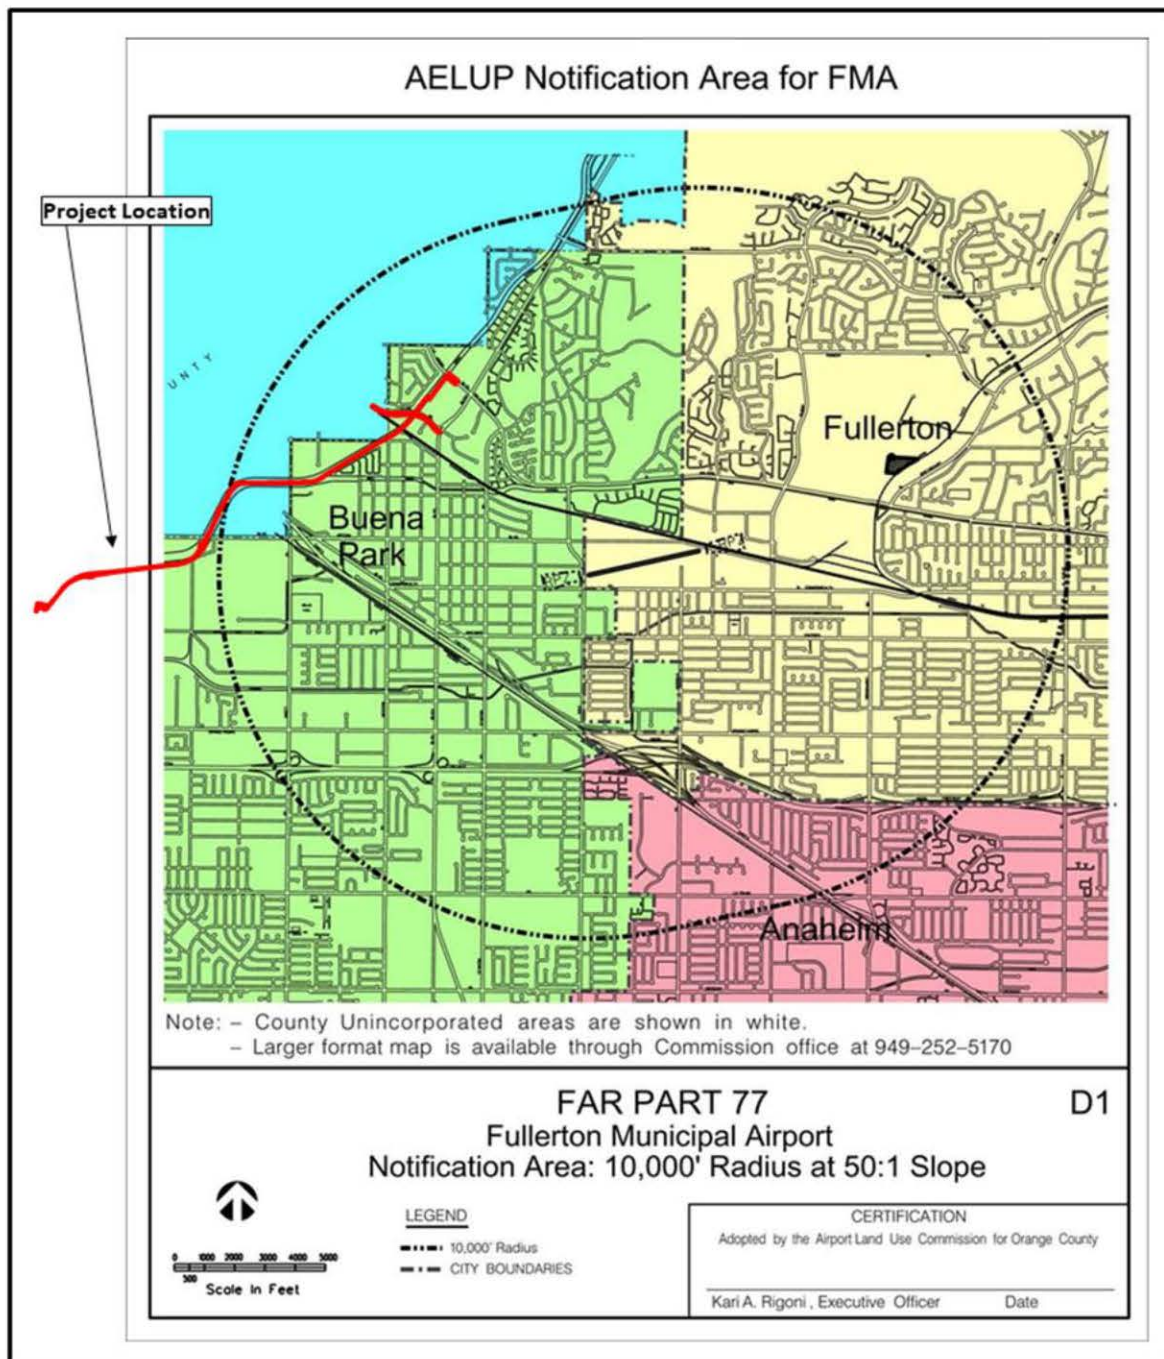 AELUP Notification Area for FMA
Project Location
UNTY
Fullerton
Buena
Park
Anaheim
Note: – County Unincorporated areas are shown in white.
– Larger format map is available through Commission office at 949–252–5170
FAR PART 77
D1
Fullerton Municipal Airport
Notification Area: 10,000' Radius at 50:1 Slope
LEGEND
10,000' Radius
CITY BOUNDARIES
0 1000 2000 3000 4000 5000
500
Scale In Feet
CERTIFICATION
Adopted by the Airport Land Use Commission for Orange County
Kari A. Rigoni , Executive Officer Date